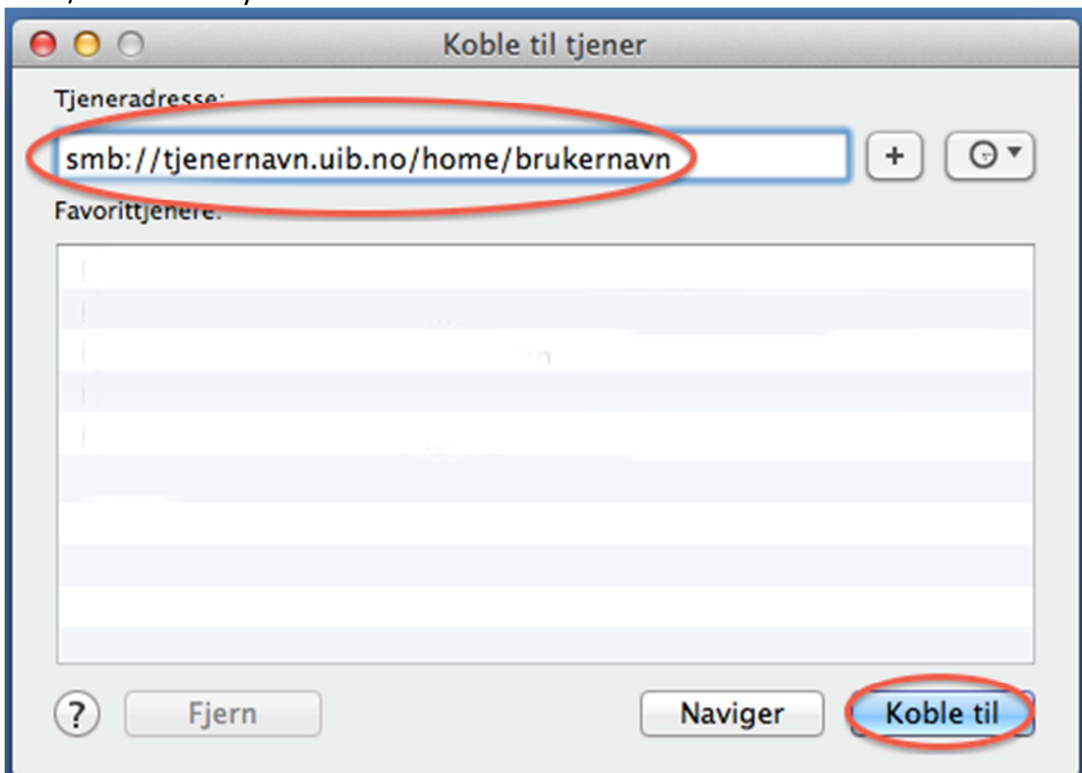 Koble til tjener
Tjeneradresse:
smb://tjenernavn.uib.no/home/brukernavn
+
Favorittjenere:
? Fjern Naviger Koble til